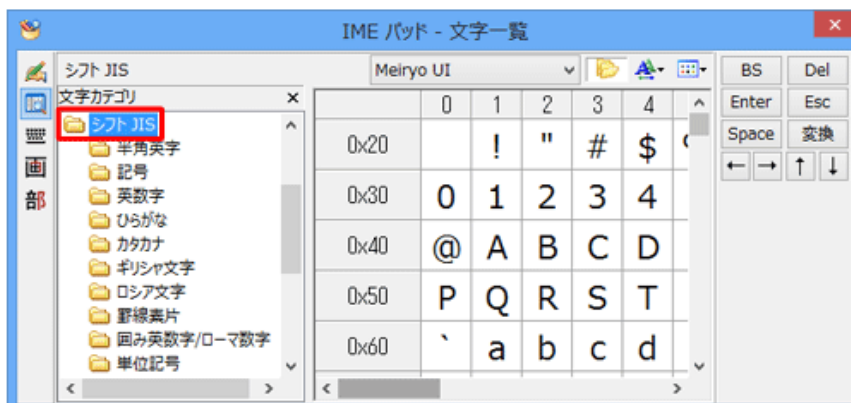 IME パッド - 文字一覧
シフト JIS
Meiryo UI
文字カテゴリ
シフト JIS
半角英字
記号
英数字
ひらがな
カタカナ
ギリシャ文字
ロシア文字
罫線素片
囲み英数字/ローマ数字
単位記号
画
部
0 1 2 3 4
0x20 ! " # $
0x30 0 1 2 3 4
0x40 @ A B C D
0x50 P Q R S T
0x60 ` a b c d
BS Del
Enter Esc
Space 変換
← → ↑ ↓